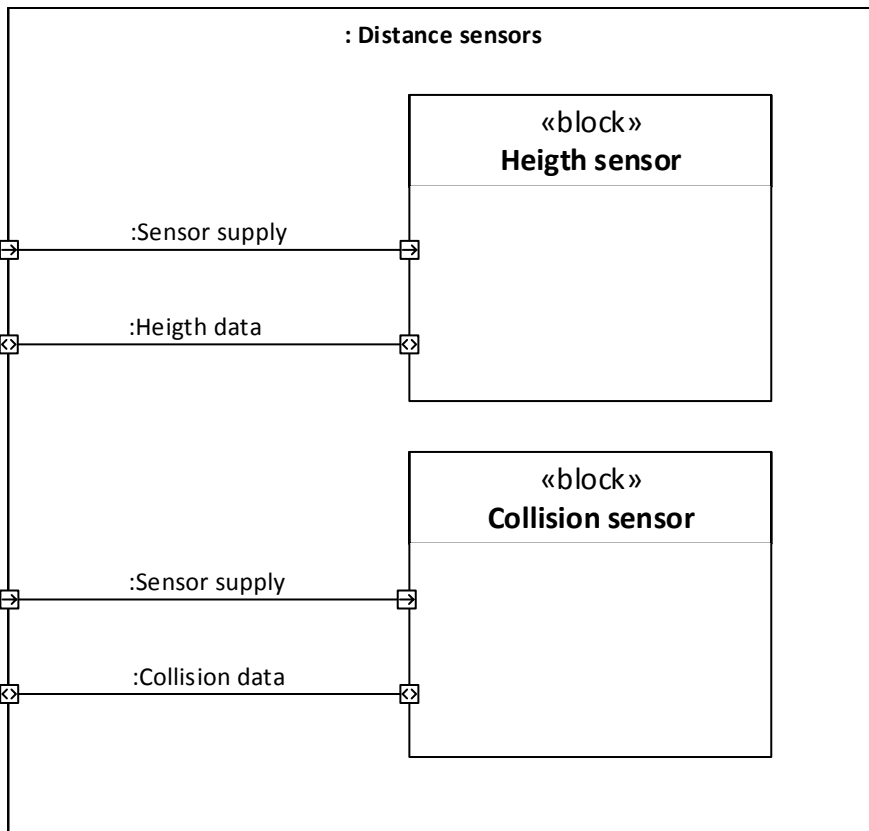 : Distance sensors
«block»
Heigth sensor
:Sensor supply
:Heigth data
«block»
Collision sensor
:Sensor supply
:Collision data